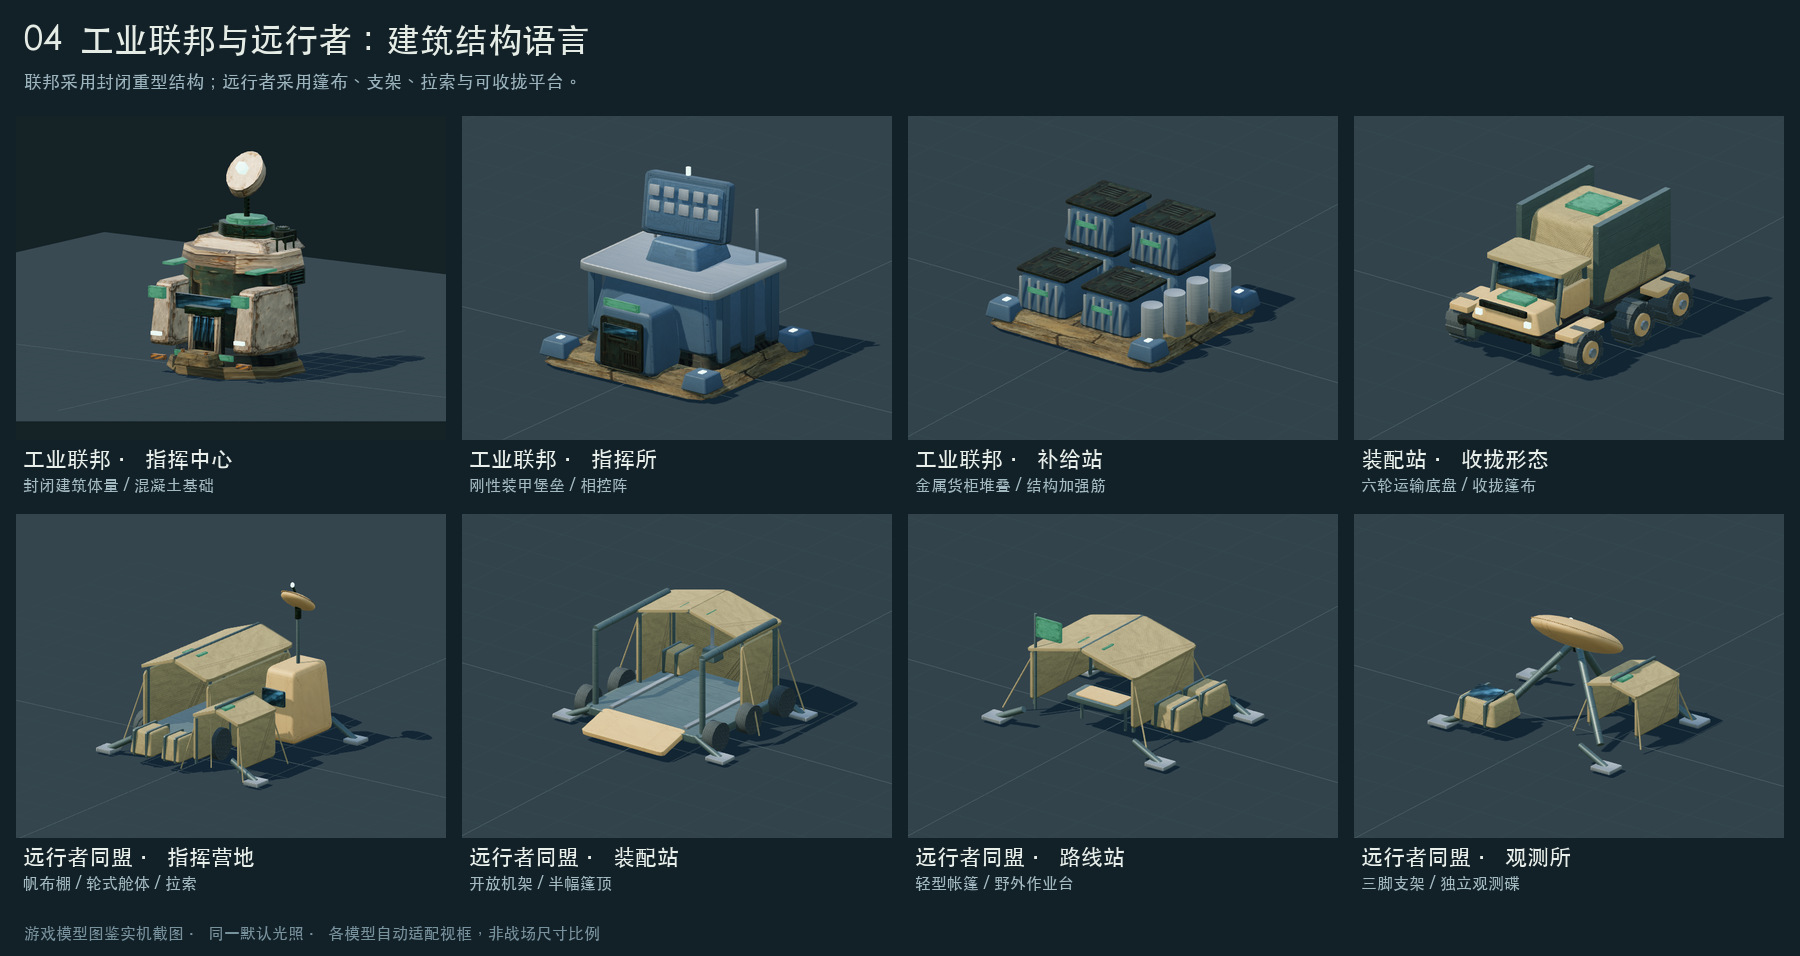 04 工业联邦与远行者：建筑结构语言
联邦采用封闭重型结构；远行者采用篷布、支架、拉索与可收拢平台。
工业联邦 · 指挥中心
封闭建筑体量 / 混凝土基础
工业联邦 · 指挥所
刚性装甲堡垒 / 相控阵
工业联邦 · 补给站
金属货柜堆叠 / 结构加强筋
装配站 · 收拢形态
六轮运输底盘 / 收拢篷布
远行者同盟 · 指挥营地
帆布棚 / 轮式舱体 / 拉索
远行者同盟 · 装配站
开放机架 / 半幅篷顶
远行者同盟 · 路线站
轻型帐篷 / 野外作业台
远行者同盟 · 观测所
三脚支架 / 独立观测碟
游戏模型图鉴实机截图 · 同一默认光照 · 各模型自动适配视框，非战场尺寸比例